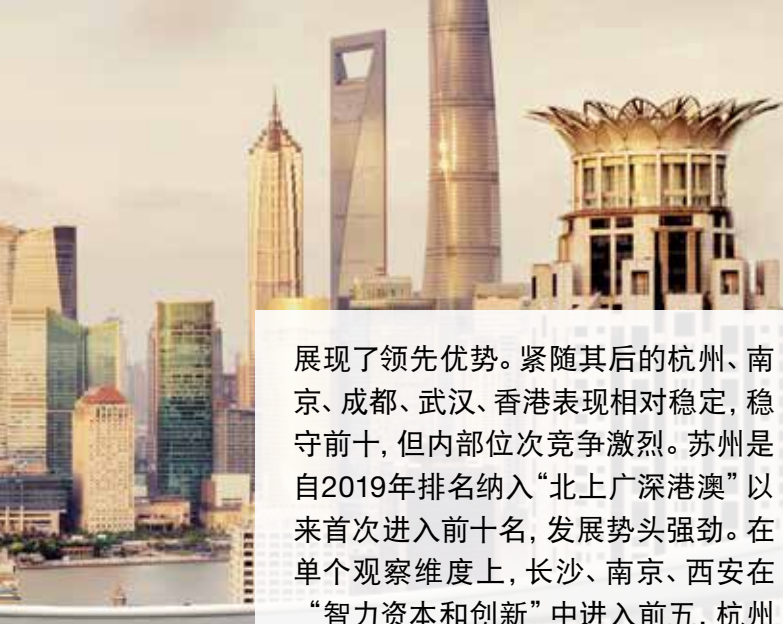 展现了领先优势。紧随其后的杭州、南
京、成都、武汉、香港表现相对稳定，稳
守前十，但内部位次竞争激烈。苏州是
自2019年排名纳入“北上广深港澳”以
来首次进入前十名，发展势头强劲。在
单个观察维度上，长沙、南京、西安在
“智力资本和创新”中进入前五，杭州